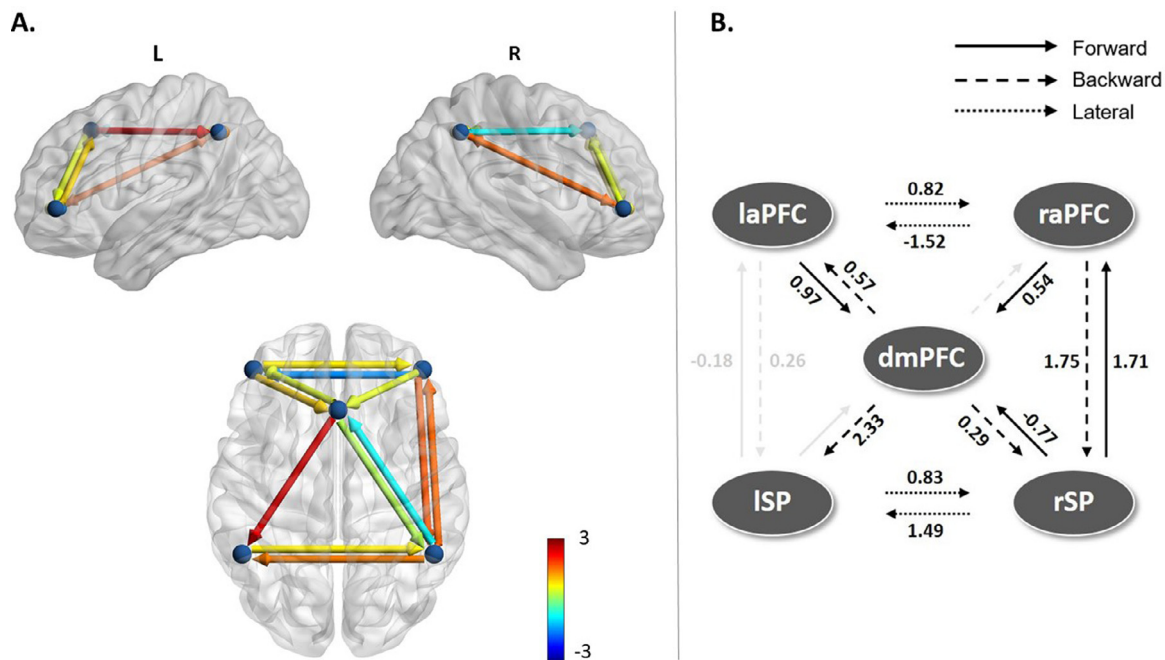 A.
L
R
3
-3
B.
Forward
Backward
Lateral
0.82
laPFC
raPFC
-1.52
0.57
0.97
0.54
dmPFC
-0.18
0.26
1.75
1.71
2.33
0.29
-0.77
0.83
lSP
rSP
1.49